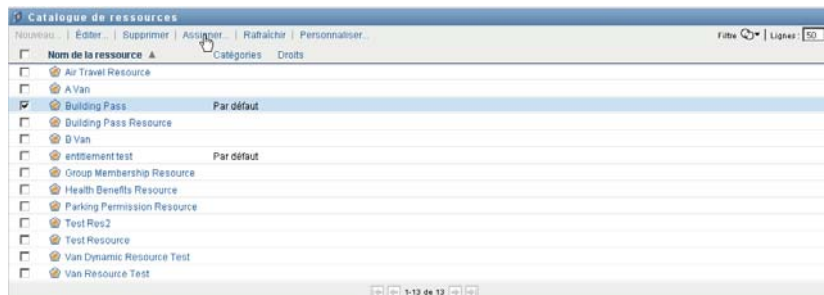 Catalogue de ressources
Nouveau... | Éditer... | Supprimer | Assigner... | Rafraîchir | Personnaliser...
Filtre | Lignes : 50
Nom de la ressource Catégories Droits
Air Travel Resource
A Van
Building Pass Par défaut
Building Pass Resource
B Van
entitlement test Par défaut
Group Membership Resource
Health Benefits Resource
Parking Permission Resource
Test Res2
Test Resource
Van Dynamic Resource Test
Van Resource Test
1-13 de 13